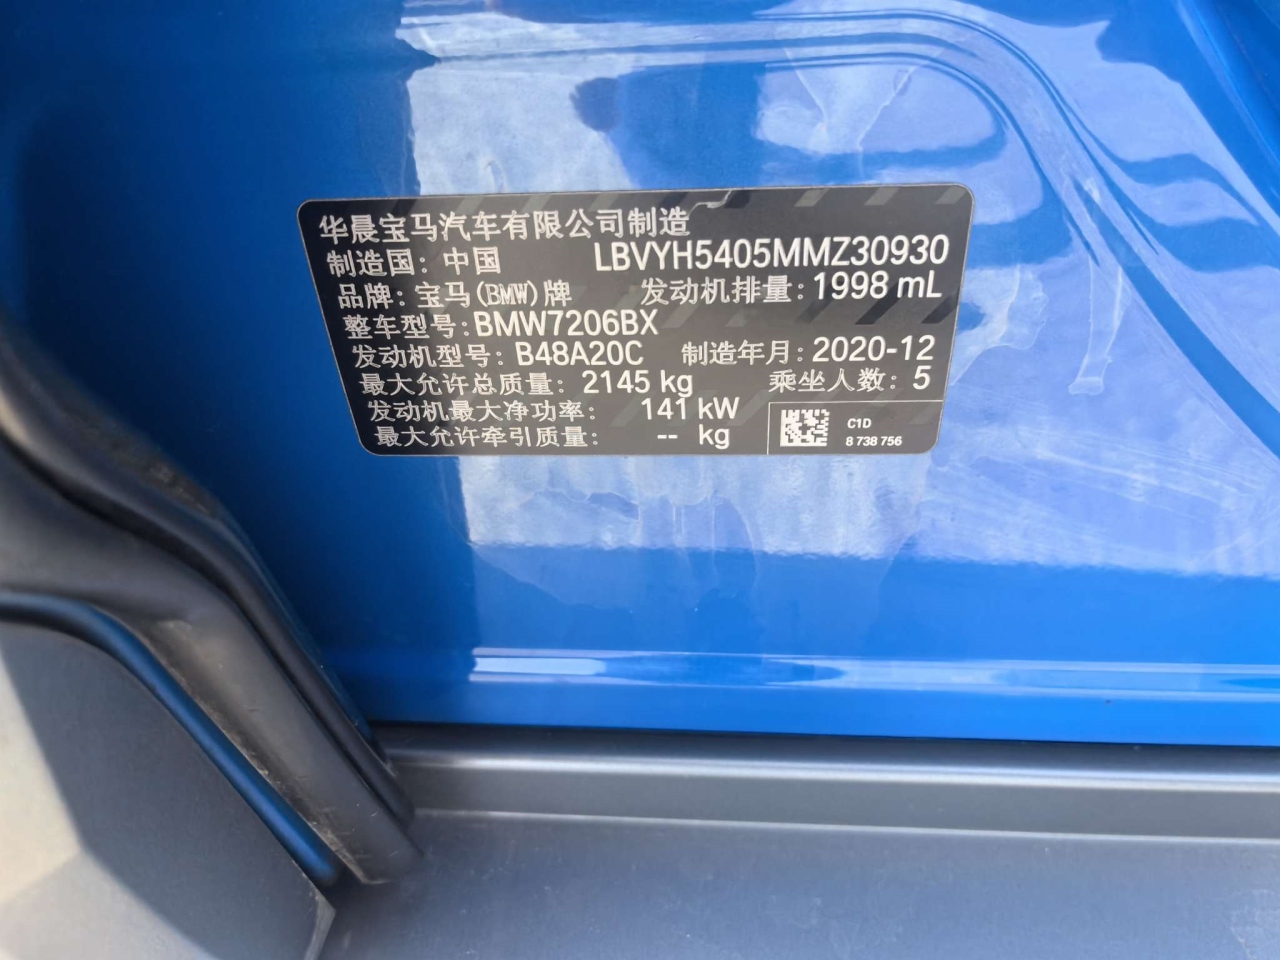 华晨宝马汽车有限公司制造
制造国：中国 LBVYH5405MMZ30930
品牌：宝马(BMW)牌 发动机排量：1998 mL
整车型号：BMW7206BX
发动机型号：B48A20C 制造年月：2020-12
最大允许总质量：2145 kg 乘坐人数：5
发动机最大净功率：141 kW
最大允许牵引质量：-- kg
C1D
8 738 756